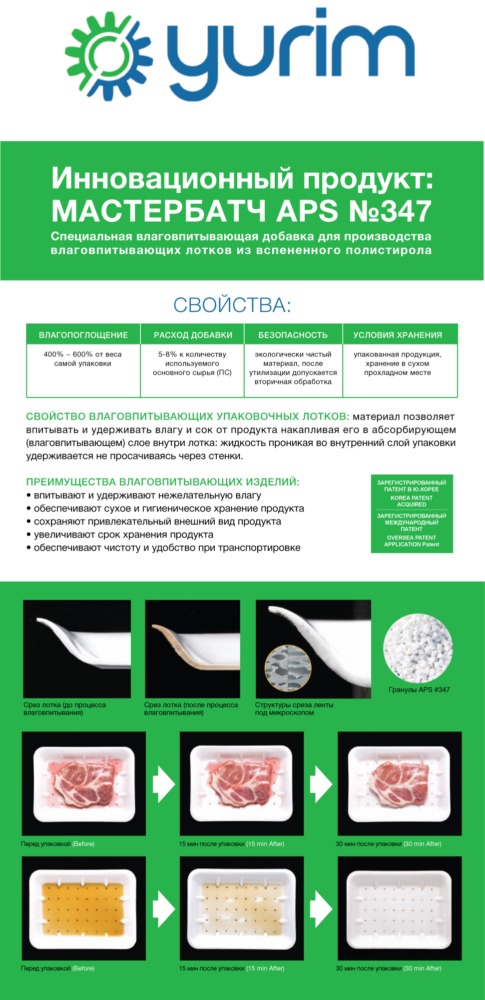 yurim
Инновационный продукт:
МАСТЕРБАТЧ APS №347
Специальная влаговпитывающая добавка для производства
влаговпитывающих лотков из вспененного полистирола
СВОЙСТВА:
ВЛАГОПОГЛОЩЕНИЕ
400% ~ 600% от веса
самой упаковки
РАСХОД ДОБАВКИ
5-8% к количеству
используемого
основного сырья (ПС)
БЕЗОПАСНОСТЬ
экологически чистый
материал, после
утилизации допускается
вторичная обработка
УСЛОВИЯ ХРАНЕНИЯ
упакованная продукция,
хранение в сухом
прохладном месте
СВОЙСТВО ВЛАГОВПИТЫВАЮЩИХ УПАКОВОЧНЫХ ЛОТКОВ: материал позволяет
впитывать и удерживать влагу и сок от продукта накапливая его в абсорбирующем
(влаговпитывающем) слое внутри лотка: жидкость проникая во внутренний слой упаковки
удерживается не просачиваясь через стенки.
ПРЕИМУЩЕСТВА ВЛАГОВПИТЫВАЮЩИХ ИЗДЕЛИЙ:
• впитывают и удерживают нежелательную влагу
• обеспечивают сухое и гигиеническое хранение продукта
• сохраняют привлекательный внешний вид продукта
• увеличивают срок хранения продукта
• обеспечивают чистоту и удобство при транспортировке
ЗАРЕГИСТРИРОВАННЫЙ
ПАТЕНТ В Ю.КОРЕЕ
KOREA PATENT
ACQUIRED
ЗАРЕГИСТРИРОВАННЫЙ
МЕЖДУНАРОДНЫЙ
ПАТЕНТ
OVERSEA PATENT
APPLICATION Patent
Срез лотка (до процесса
влаговпитывания)
Срез лотка (после процесса
влаговпитывания)
Структуры среза ленты
под микроскопом
Гранулы APS #347
Перед упаковкой (Before)
15 мин после упаковки (15 min After)
30 мин после упаковки (30 min After)
Перед упаковкой (Before)
15 мин после упаковки (15 min After)
30 мин после упаковки (30 min After)